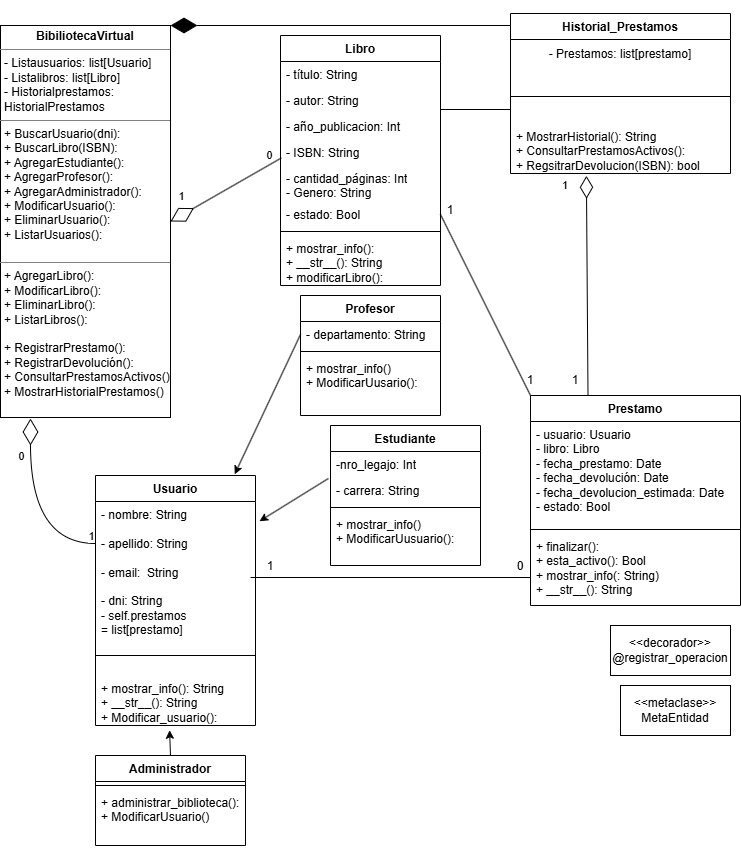 BibiliotecaVirtual
- Listausuarios: list[Usuario]
- Listalibros: list[Libro]
- Historialprestamos:
HistorialPrestamos
+ BuscarUsuario(dni):
+ BuscarLibro(ISBN):
+ AgregarEstudiante():
+ AgregarProfesor():
+ AgregarAdministrador():
+ ModificarUsuario():
+ EliminarUsuario():
+ ListarUsuarios():
+ AgregarLibro():
+ ModificarLibro():
+ EliminarLibro():
+ ListarLibros():
+ RegistrarPrestamo():
+ RegistrarDevolución():
+ ConsultarPrestamosActivos()
+ MostrarHistorialPrestamos()
1
0
0
1
Libro
- título: String
- autor: String
- año_publicacion: Int
- ISBN: String
- cantidad_páginas: Int
- Genero: String
- estado: Bool
+ mostrar_info():
+ __str__(): String
+ modificarLibro():
Historial_Prestamos
- Prestamos: list[prestamo]
+ MostrarHistorial(): String
+ ConsultarPrestamosActivos():
+ RegsitrarDevolucion(ISBN): bool
1
1
1
1
Profesor
- departamento: String
+ mostrar_info()
+ ModificarUusario():
Estudiante
-nro_legajo: Int
- carrera: String
+ mostrar_info()
+ ModificarUusuario():
Prestamo
- usuario: Usuario
- libro: Libro
- fecha_prestamo: Date
- fecha_devolución: Date
- fecha_devolucion_estimada: Date
- estado: Bool
+ finalizar():
+ esta_activo(): Bool
+ mostrar_info(: String)
+ __str__(): String
Usuario
- nombre: String
- apellido: String
- email:  String
- dni: String
- self.prestamos
= list[prestamo]
+ mostrar_info(): String
+ __str__(): String
+ Modificar_usuario():
1
0
<<decorador>>
@registrar_operacion
<<metaclase>>
MetaEntidad
Administrador
+ administrar_biblioteca():
+ ModificarUsuario()